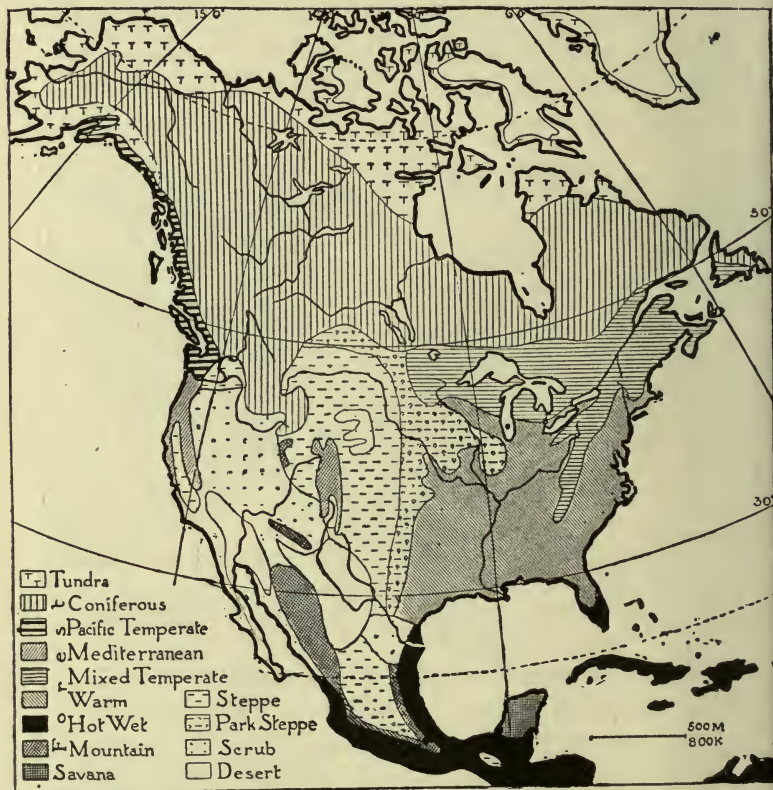 150°
60
50°
30
Tundra
Coniferous
Pacific Temperate
Mediterranean
Mixed Temperate
Warm
Hot Wet
Mountain
Savana
Forests
Steppe
Park Steppe
Scrub
Desert
500M
800K